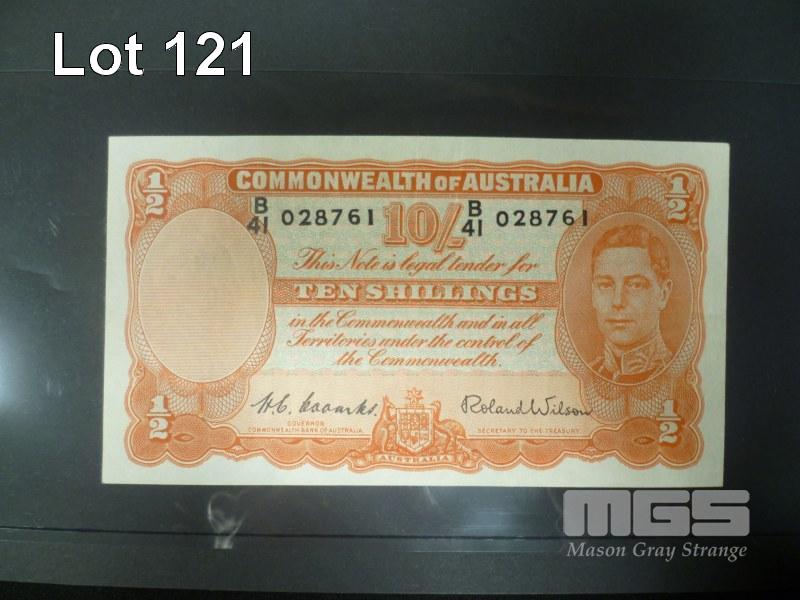 Lot 121
COMMONWEALTH OF AUSTRALIA
1/2
1/2
B/41 028761
10/-
B/41 028761
This Note is legal tender for
TEN SHILLINGS
in the Commonwealth and in all
Territories under the control of
the Commonwealth.
H.C. Coombs.
Roland Wilson
GOVERNOR
COMMONWEALTH BANK OF AUSTRALIA.
SECRETARY TO THE TREASURY
1/2
1/2
AUSTRALIA
MGS
Mason Gray Strange